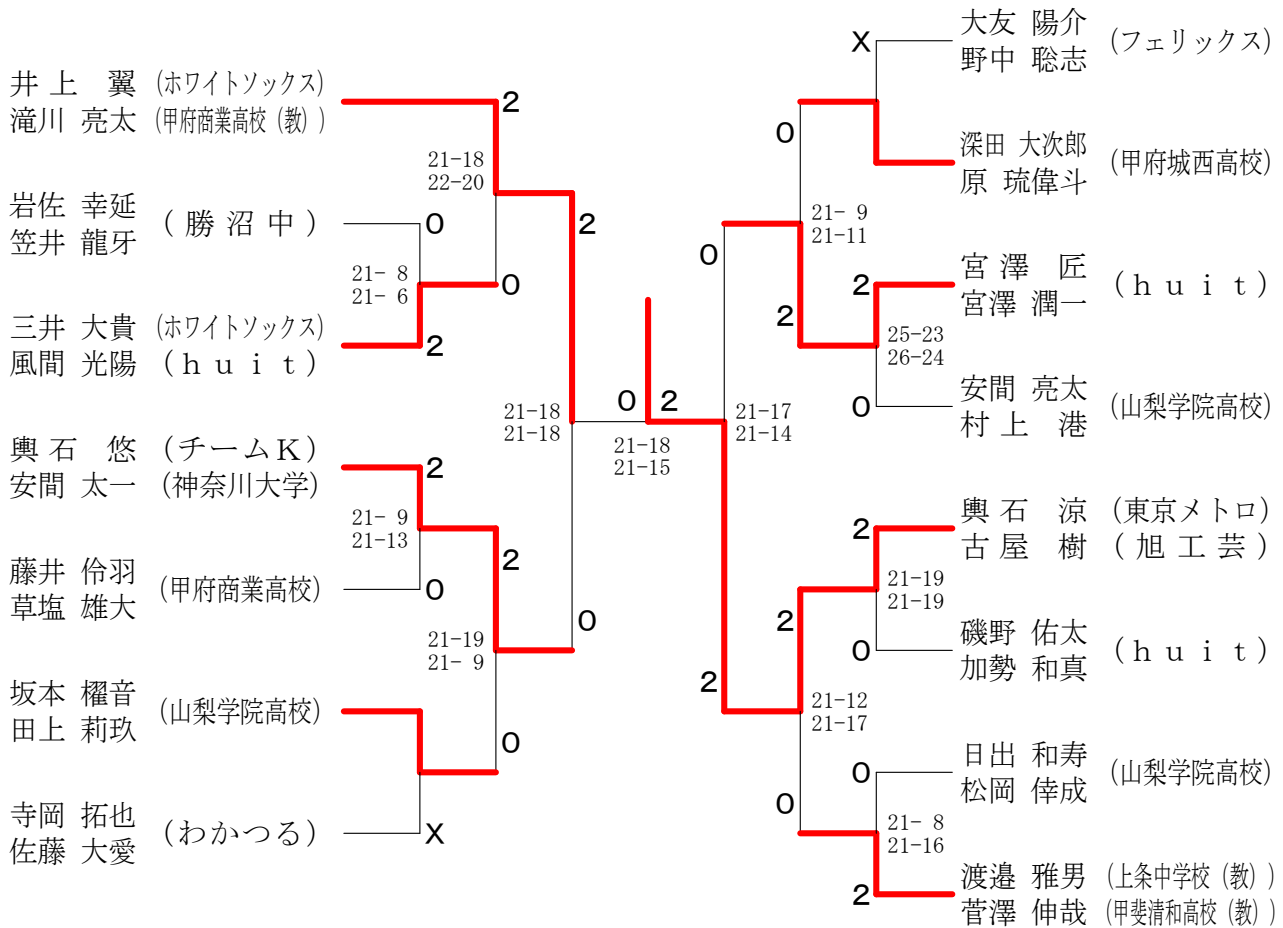 井上 翼 (ホワイトソックス)
滝川 亮太 (甲府商業高校(教))
2
21-18
22-20
岩佐 幸延
笠井 龍牙
(勝沼中)
0
21- 8
21- 6
0
三井 大貴 (ホワイトソックス)
風間 光陽 (huit)
2
2
21-18
21-18
輿石 悠 (チームK)
安間 太一 (神奈川大学)
2
21- 9
21-13
2
藤井 伶羽
草塩 雄大
(甲府商業高校)
0
21-19
21- 9
0
坂本 櫂音
田上 莉玖
(山梨学院高校)
0
寺岡 拓也
佐藤 大愛
(わかつる)
X
0 2
21-18
21-15
大友 陽介
野中 聡志
(フェリックス)
X
0
深田 大次郎
原 琉偉斗
(甲府城西高校)
21- 9
21-11
0
宮澤 匠
宮澤 潤一
(huit)
2
2
25-23
26-24
安間 亮太
村上 港
(山梨学院高校)
0
21-17
21-14
輿石 涼 (東京メトロ)
古屋 樹 (旭工芸)
2
21-19
21-19
2
磯野 佑太
加勢 和真
(huit)
0
2
21-12
21-17
日出 和寿
松岡 倖成
(山梨学院高校)
0
0
21- 8
21-16
渡邉 雅男 (上条中学校(教))
菅澤 伸哉 (甲斐清和高校(教))
2